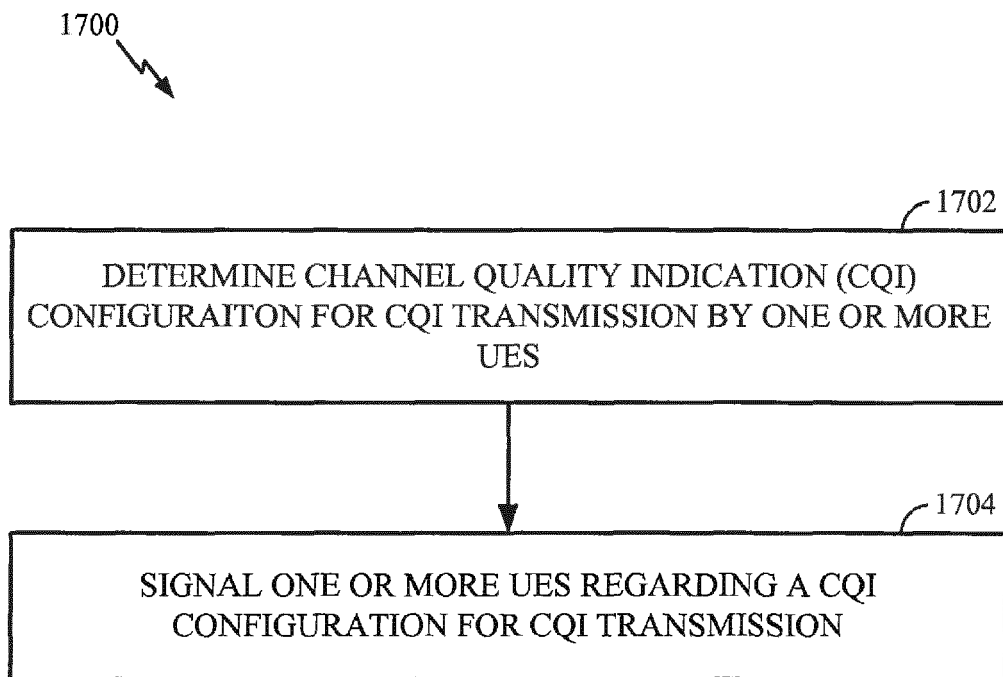 1700
1702
DETERMINE CHANNEL QUALITY INDICATION (CQI)
CONFIGURAITON FOR CQI TRANSMISSION BY ONE OR MORE
UES
1704
SIGNAL ONE OR MORE UES REGARDING A CQI
CONFIGURATION FOR CQI TRANSMISSION